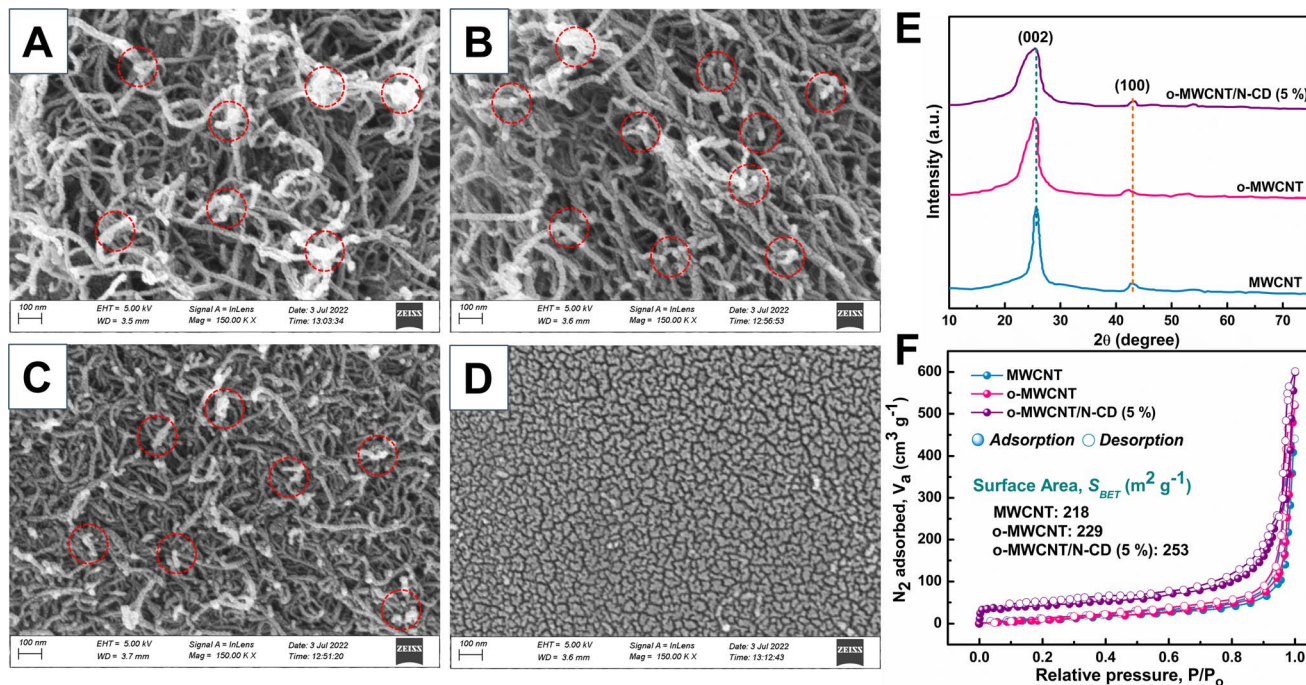 A
100 nm
EHT = 5.00 kV
Signal A = InLens
Date: 3 Jul 2022
WD = 3.5 mm
Mag = 150.00 K X
Time: 13:03:34
ZEISS
B
100 nm
EHT = 5.00 kV
Signal A = InLens
Date: 3 Jul 2022
WD = 3.6 mm
Mag = 150.00 K X
Time: 12:56:53
ZEISS
C
100 nm
EHT = 5.00 kV
Signal A = InLens
Date: 3 Jul 2022
WD = 3.7 mm
Mag = 150.00 K X
Time: 12:51:20
ZEISS
D
100 nm
EHT = 5.00 kV
Signal A = InLens
Date: 3 Jul 2022
WD = 3.6 mm
Mag = 150.00 K X
Time: 13:12:43
ZEISS
E
(002)
(100)
o-MWCNT/N-CD (5 %)
o-MWCNT
MWCNT
Intensity (a.u.)
10 20 30 40 50 60 70
2θ (degree)
F
MWCNT
o-MWCNT
o-MWCNT/N-CD (5 %)
Adsorption Desorption
Surface Area, S_BET (m² g⁻¹)
MWCNT: 218
o-MWCNT: 229
o-MWCNT/N-CD (5 %): 253
N₂ adsorbed, Vₐ (cm³ g⁻¹)
600
500
400
300
200
100
0
0.0 0.2 0.4 0.6 0.8 1.0
Relative pressure, P/Pₒ